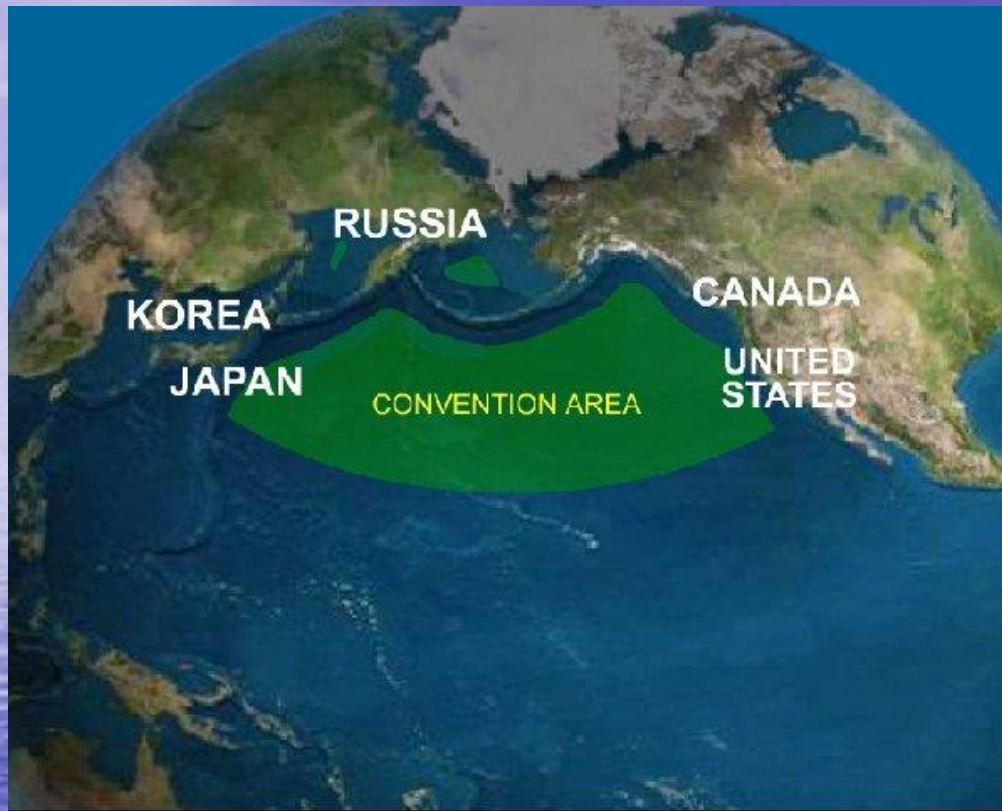 RUSSIA
KOREA
CANADA
JAPAN
UNITED
STATES
CONVENTION AREA